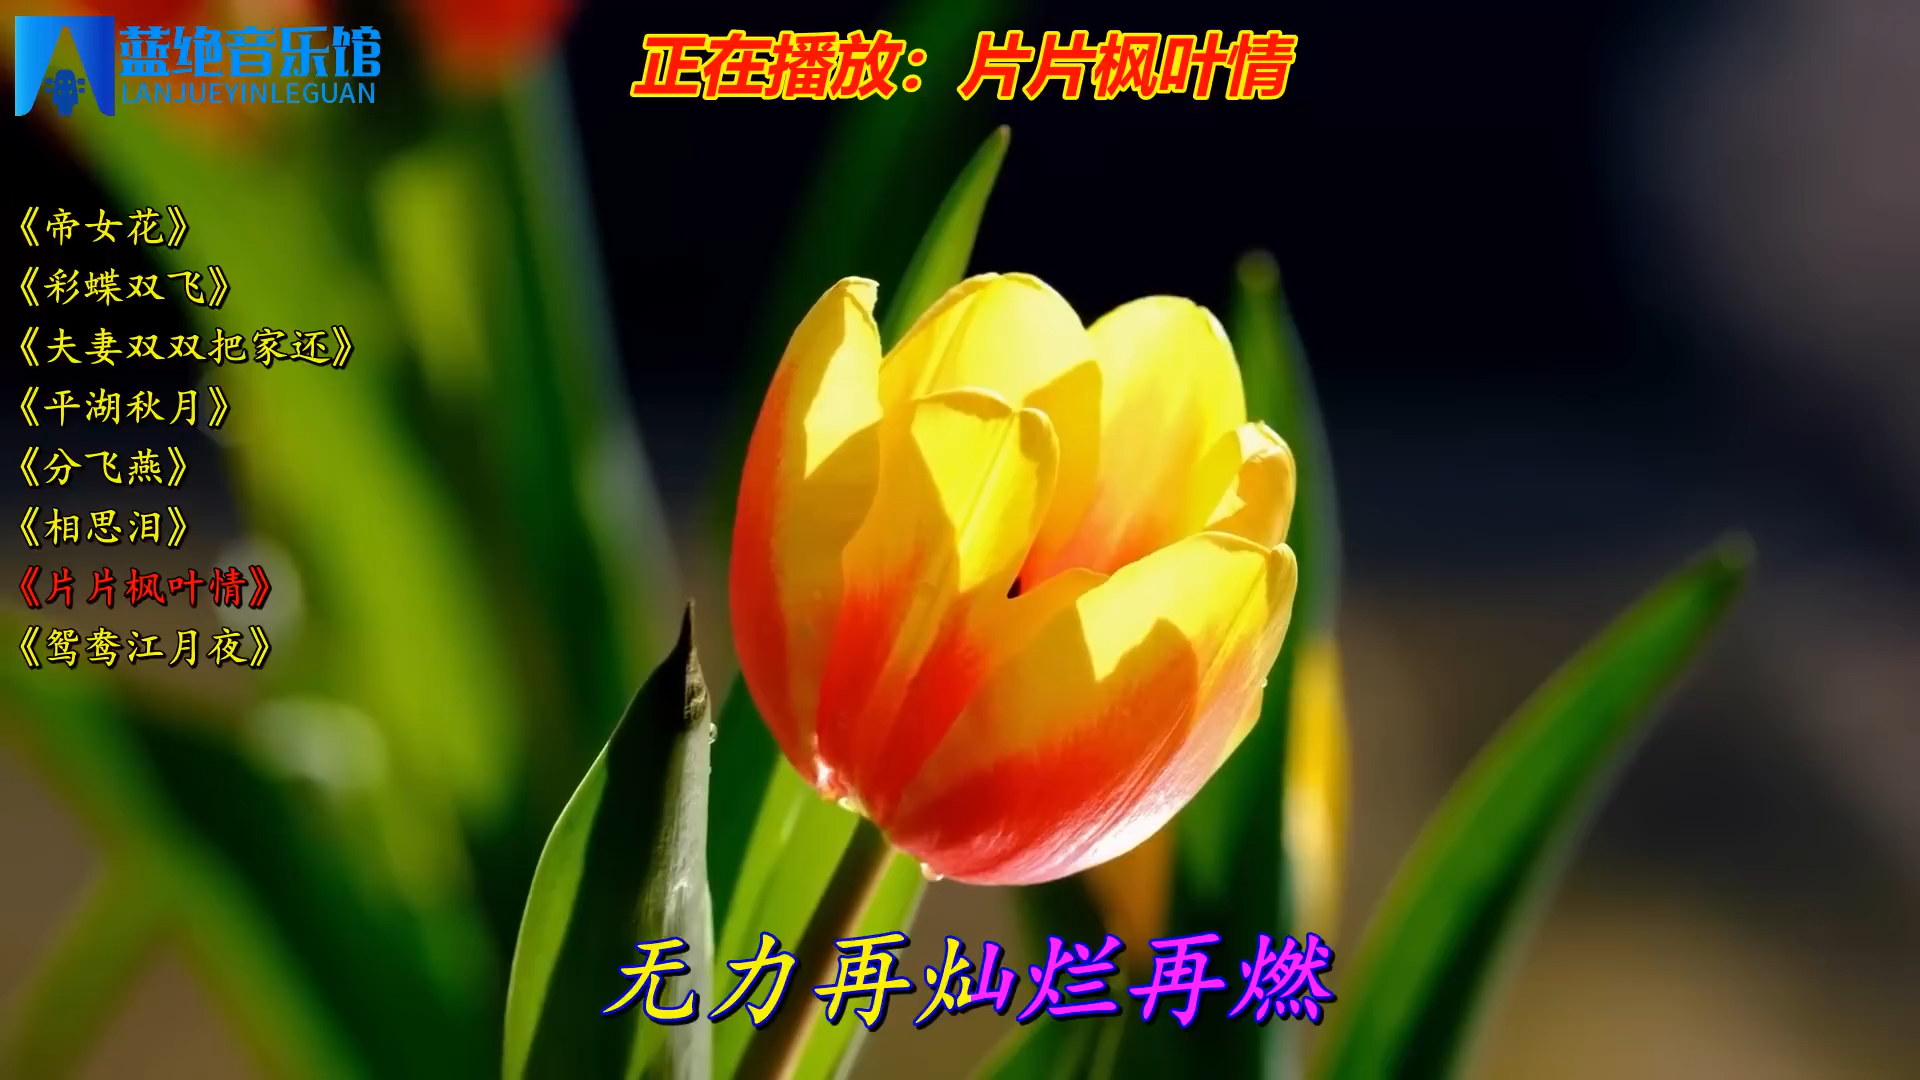 蓝绝音乐馆
LANJUEYINLEGUAN
正在播放：片片枫叶情
《帝女花》
《彩蝶双飞》
《夫妻双双把家还》
《平湖秋月》
《分飞燕》
《相思泪》
《片片枫叶情》
《鸳鸯江月夜》
无力再灿烂再燃